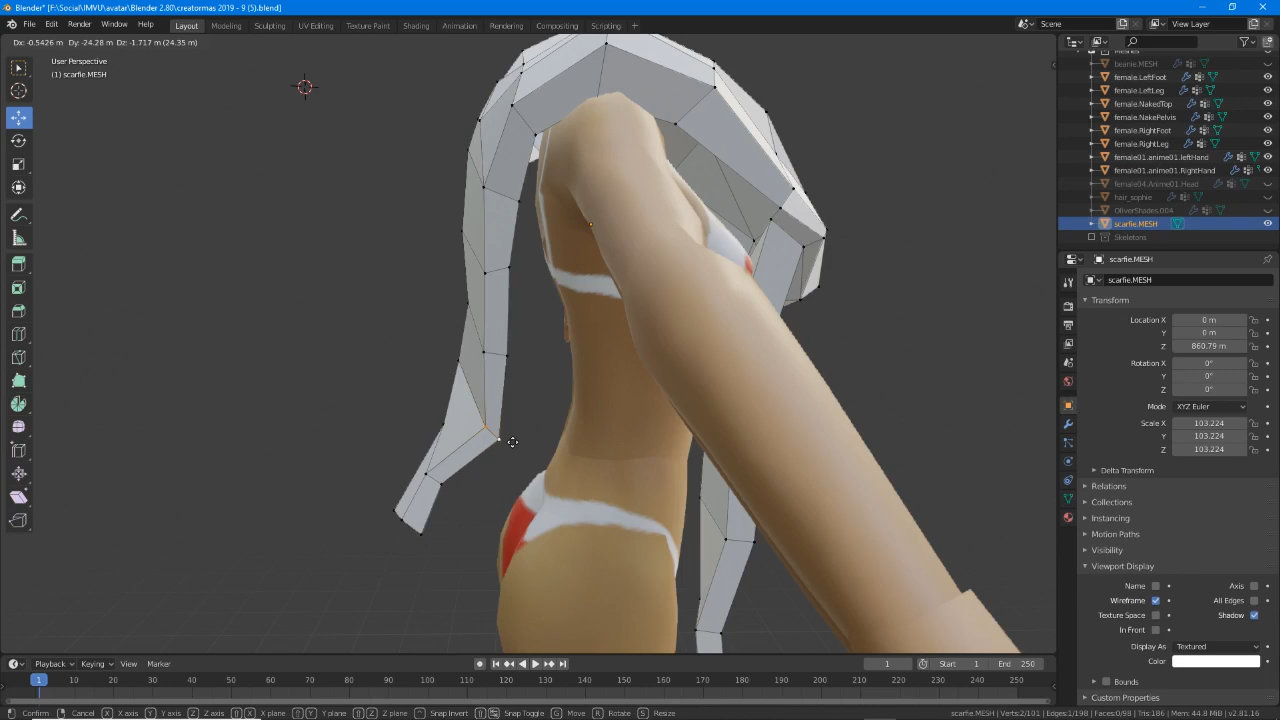 Blender* [F:\Social\IMVU\avatar\Blender 2.80\creatormas 2019 - 9 (5).blend]
File Edit Render Window Help Layout Modeling Sculpting UV Editing Texture Paint Shading Animation Rendering Compositing Scripting Scene View Layer
Dx: -0.5426 m Dy: -24.28 m Dz: -1.717 m (24.35 m)
User Perspective
(1) scarfie.MESH
beanie.MESH
female.LeftFoot
female.LeftLeg
female.NakedTop
female.NakePelvis
female.RightFoot
female.RightLeg
female01.anime01.leftHand
female01.anime01.RightHand
female04.Anime01.Head
hair_sophie
OliverShades.004
scarfie.MESH
Skeletons
scarfie.MESH
scarfie.MESH
Transform
Location X 0 m
Y 0 m
Z 860.79 m
Rotation X 0°
Y 0°
Z 0°
Mode XYZ Euler
Scale X 103.224
Y 103.224
Z 103.224
Delta Transform
Relations
Collections
Instancing
Motion Paths
Visibility
Viewport Display
Name Axis
Wireframe All Edges
Texture Space Shadow
In Front
Display As Textured
Color
Bounds
Custom Properties
Playback Keying View Marker 1 Start 1 End 250
1 10 20 30 40 50 60 70 80 90 100 110 120 130 140 150 160 170 180 190 200 210 220 230 240 250
Confirm Cancel X X axis Y Y axis Z Z axis X X plane Y Y plane Z Z plane Snap Invert Snap Toggle G Move R Rotate S Resize scarfie.MESH | Verts:2/101 | Edges:1/198 | Faces:0/98 | Tris:186 | Mem: 44.8 MiB | v2.81.16